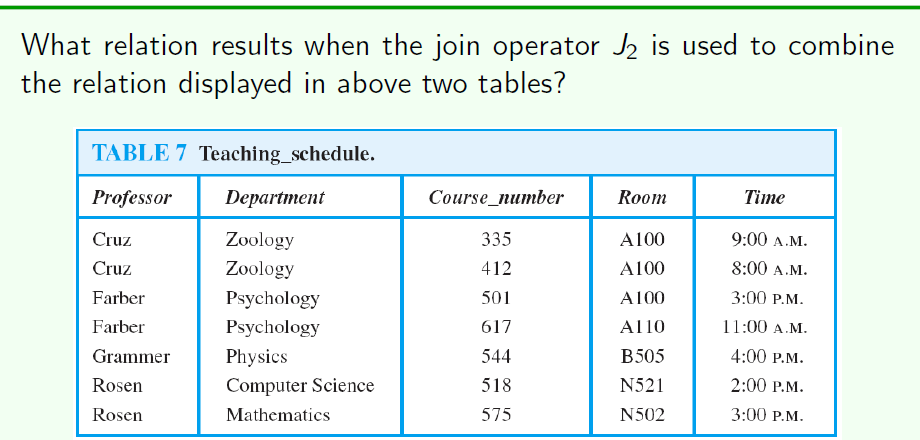 What relation results when the join operator J2 is used to combine
the relation displayed in above two tables?
TABLE 7 Teaching_schedule.
Professor Department Course_number Room Time
Cruz Zoology 335 A100 9:00 A.M.
Cruz Zoology 412 A100 8:00 A.M.
Farber Psychology 501 A100 3:00 P.M.
Farber Psychology 617 A110 11:00 A.M.
Grammer Physics 544 B505 4:00 P.M.
Rosen Computer Science 518 N521 2:00 P.M.
Rosen Mathematics 575 N502 3:00 P.M.